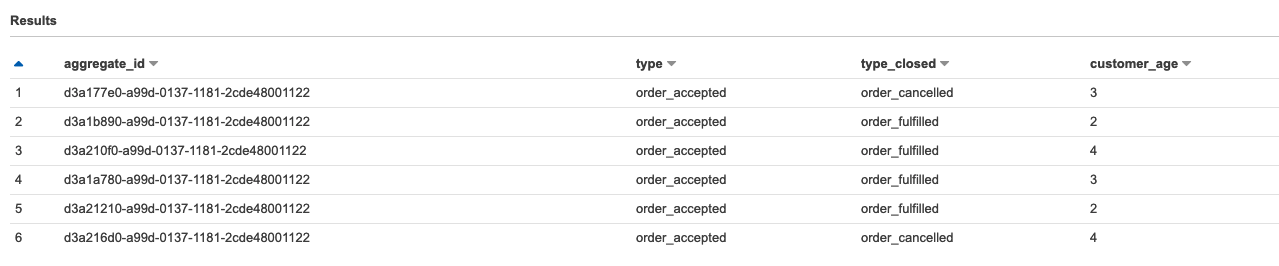 Results
aggregate_id type type_closed customer_age
1 d3a177e0-a99d-0137-1181-2cde48001122 order_accepted order_cancelled 3
2 d3a1b890-a99d-0137-1181-2cde48001122 order_accepted order_fulfilled 2
3 d3a210f0-a99d-0137-1181-2cde48001122 order_accepted order_fulfilled 4
4 d3a1a780-a99d-0137-1181-2cde48001122 order_accepted order_fulfilled 3
5 d3a21210-a99d-0137-1181-2cde48001122 order_accepted order_fulfilled 2
6 d3a216d0-a99d-0137-1181-2cde48001122 order_accepted order_cancelled 4